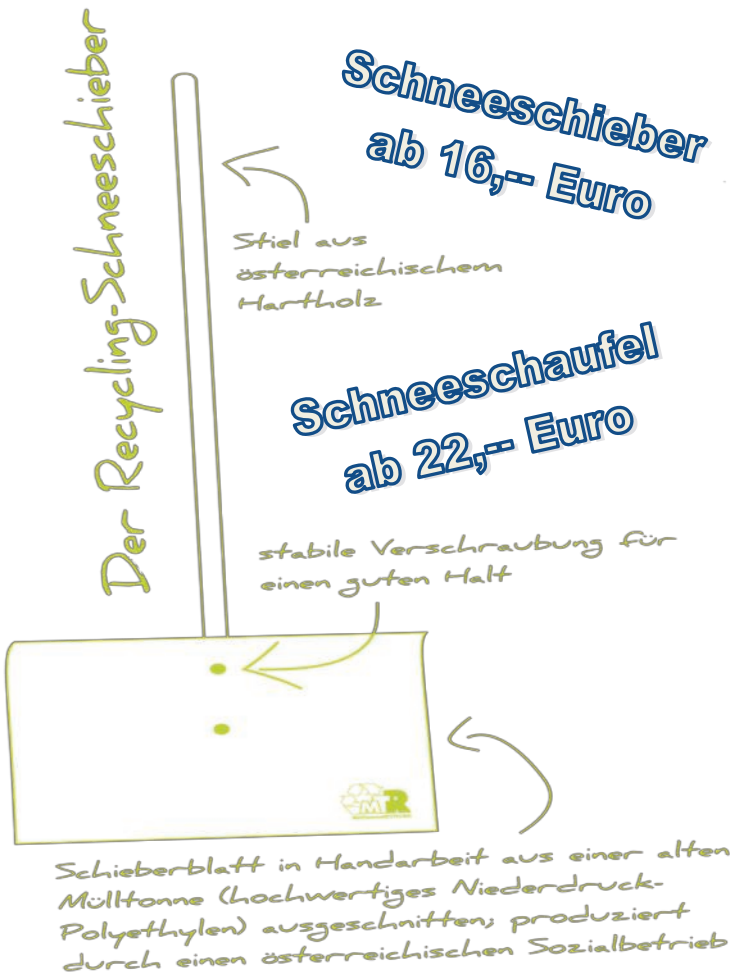 Der Recycling-Schneeschieber
Schneeschieber
ab 16,-- Euro
Stiel aus
österreichischem
Hartholz
Schneeschaufel
ab 22,-- Euro
stabile Verschraubung für
einen guten Halt
MTR
Schieberblatt in Handarbeit aus einer alten
Mülltonne (hochwertiges Niederdruck-
Polyethylen) ausgeschnitten; produziert
durch einen österreichischen Sozialbetrieb